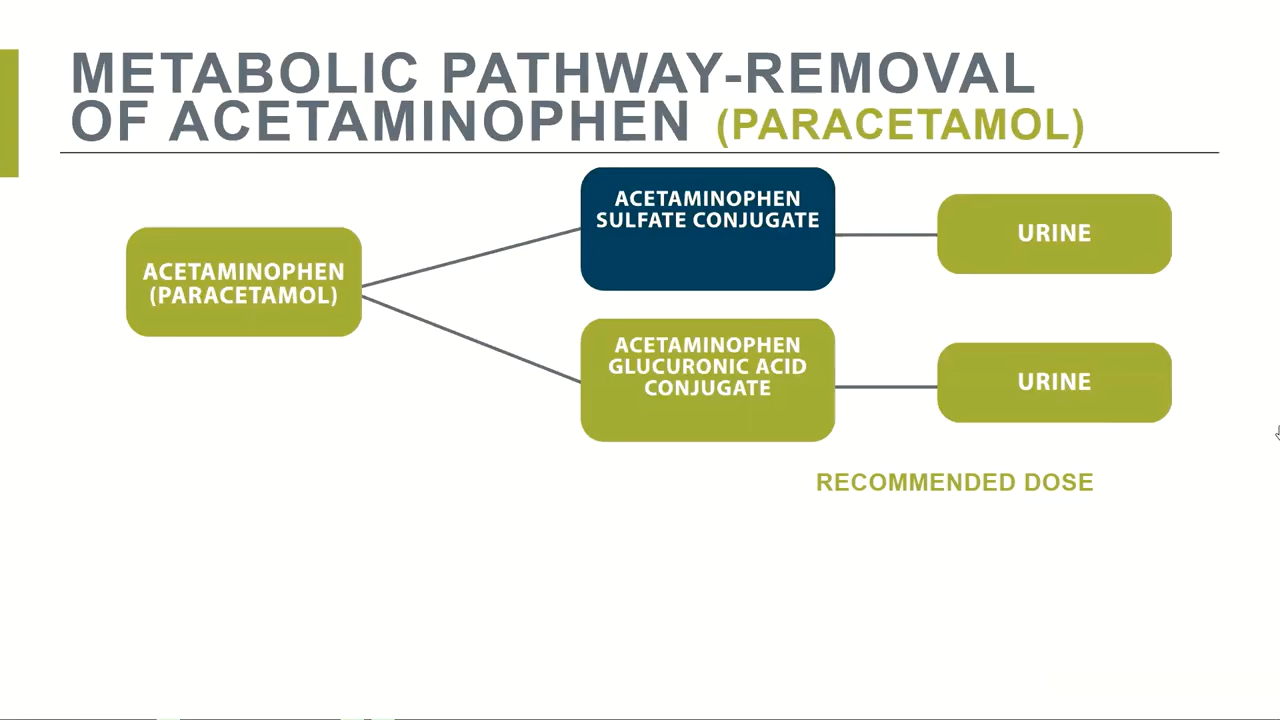 METABOLIC PATHWAY-REMOVAL
OF ACETAMINOPHEN (PARACETAMOL)
ACETAMINOPHEN
(PARACETAMOL)
ACETAMINOPHEN
SULFATE CONJUGATE
URINE
ACETAMINOPHEN
GLUCURONIC ACID
CONJUGATE
URINE
RECOMMENDED DOSE